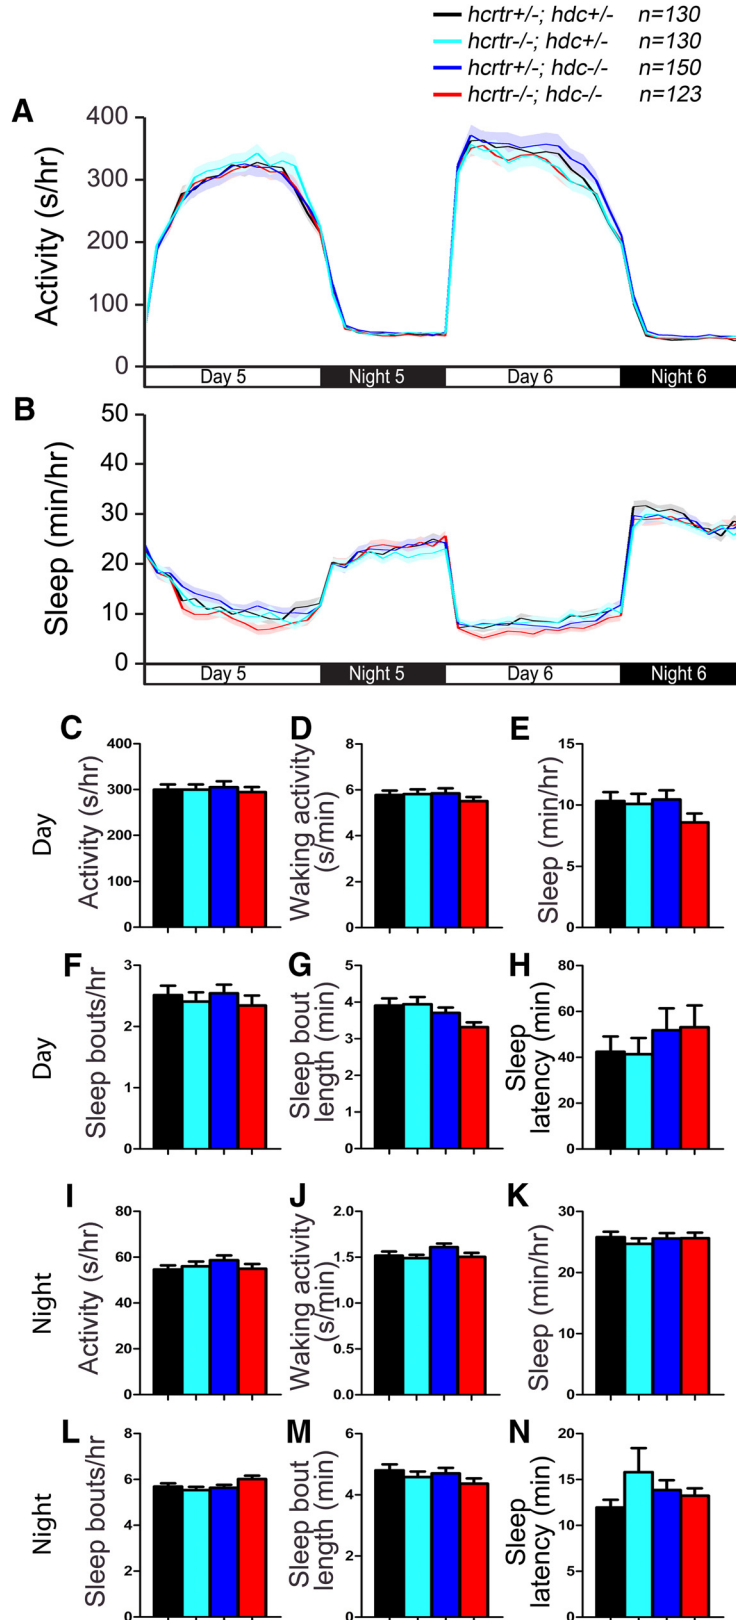 hcrtr+/-; hdc+/- n=130
hcrtr-/-; hdc+/- n=130
hcrtr+/-; hdc-/- n=150
hcrtr-/-; hdc-/- n=123
A
Activity (s/hr)
400
300
200
100
0
Day 5 Night 5 Day 6 Night 6
B
Sleep (min/hr)
50
40
30
20
10
0
Day 5 Night 5 Day 6 Night 6
Day
C
Activity (s/hr)
400
300
200
100
0
D
Waking activity
(s/min)
8
6
4
2
0
E
Sleep (min/hr)
15
10
5
0
Day
F
Sleep bouts/hr
3
2
1
0
G
Sleep bout
length (min)
5
4
3
2
1
0
H
Sleep
latency (min)
80
60
40
20
0
Night
I
Activity (s/hr)
80
60
40
20
0
J
Waking activity
(s/min)
2.0
1.5
1.0
0.5
0.0
K
Sleep (min/hr)
30
20
10
0
Night
L
Sleep bouts/hr
8
6
4
2
0
M
Sleep bout
length (min)
6
4
2
0
N
Sleep
latency (min)
20
15
10
5
0